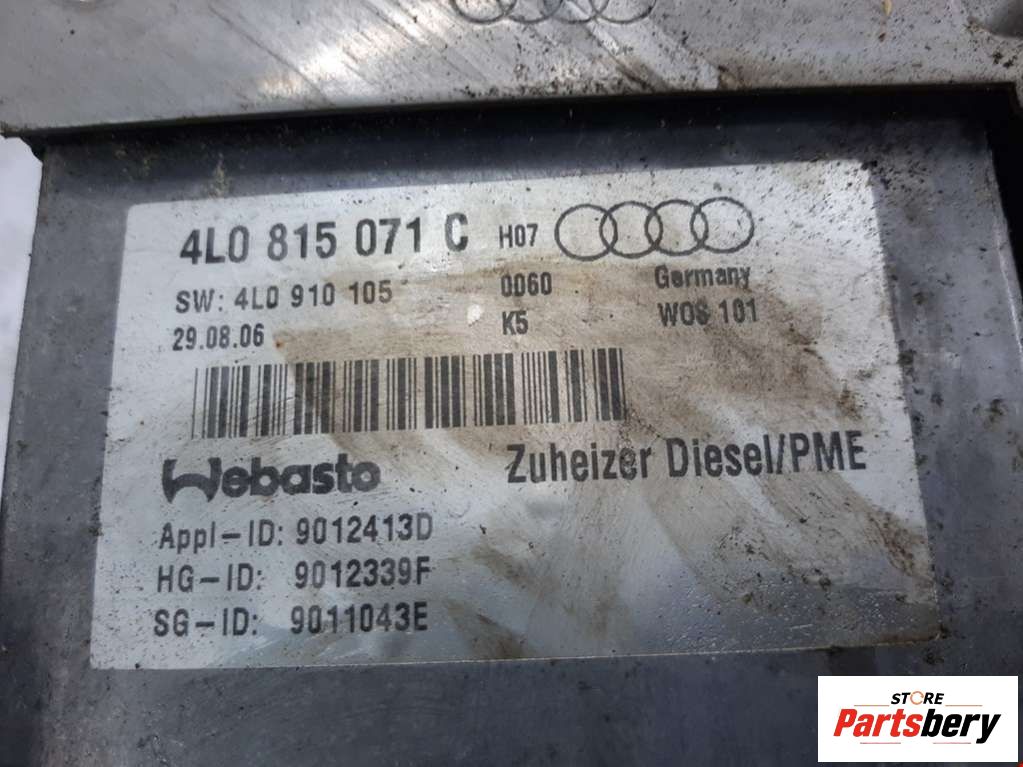 4L0 815 071 C H07
SW: 4L0 910 105 0060 Germany
29.08.06 K5 WOS 101
Webasto Zuheizer Diesel/PME
Appl-ID: 9012413D
HG-ID: 9012339F
SG-ID: 9011043E
STORE
Partsbery